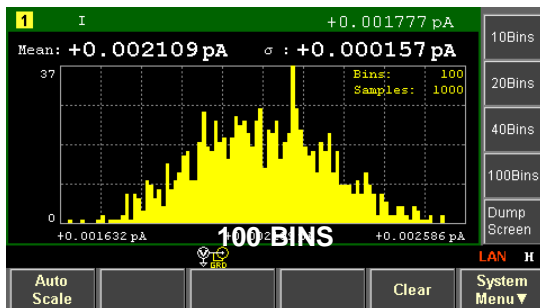 1 I +0.001777 pA
Mean: +0.002109 pA σ : +0.000157 pA
37 Bins: 100
Samples: 1000
0
+0.001632 pA 100 BINS +0.002586 pA
GRD
LAN H
10Bins
20Bins
40Bins
100Bins
Dump
Screen
Auto
Scale
Clear
System
Menu▼